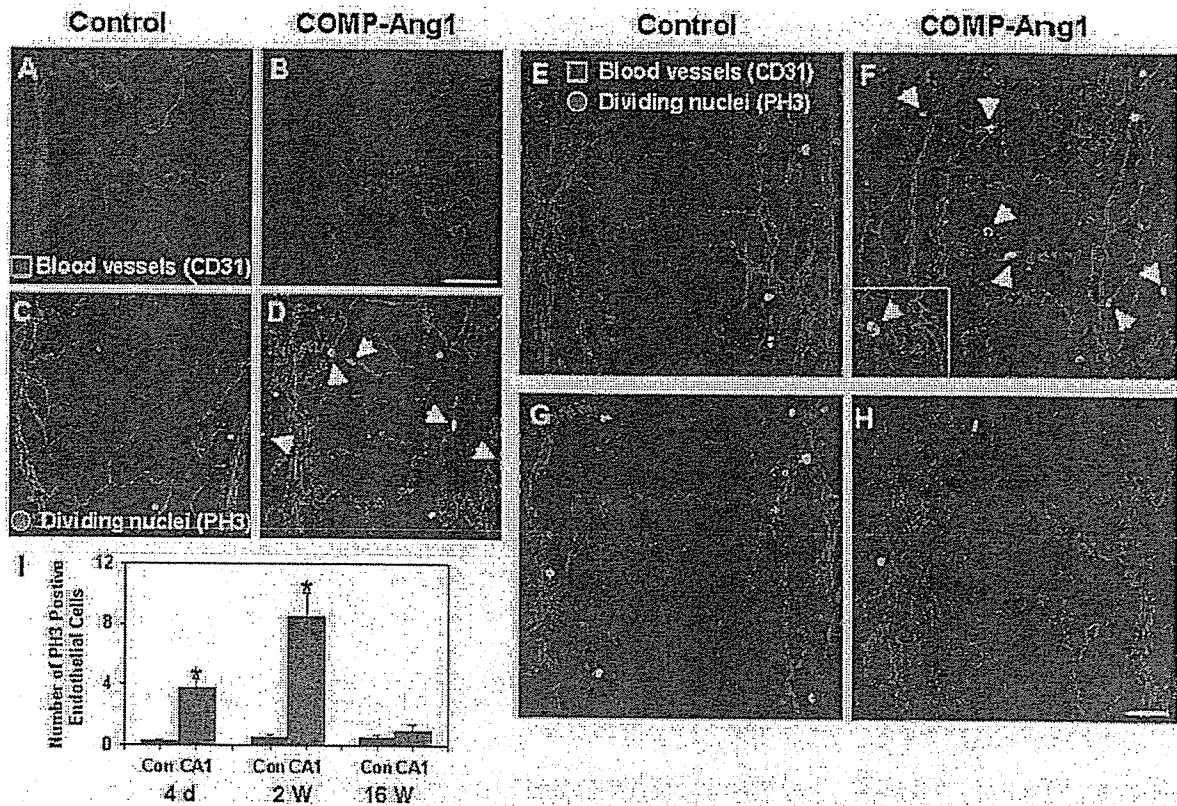 Control
COMP-Ang1
Control
COMP-Ang1
A
B
Blood vessels (CD31)
C
D
Dividing nuclei (PH3)
E
Blood vessels (CD31)
Dividing nuclei (PH3)
F
G
H
I
Number of PH3 Postive
Endothelial Cells
12
8
4
0
*
*
Con CA1
Con CA1
Con CA1
4 d
2 W
16 W